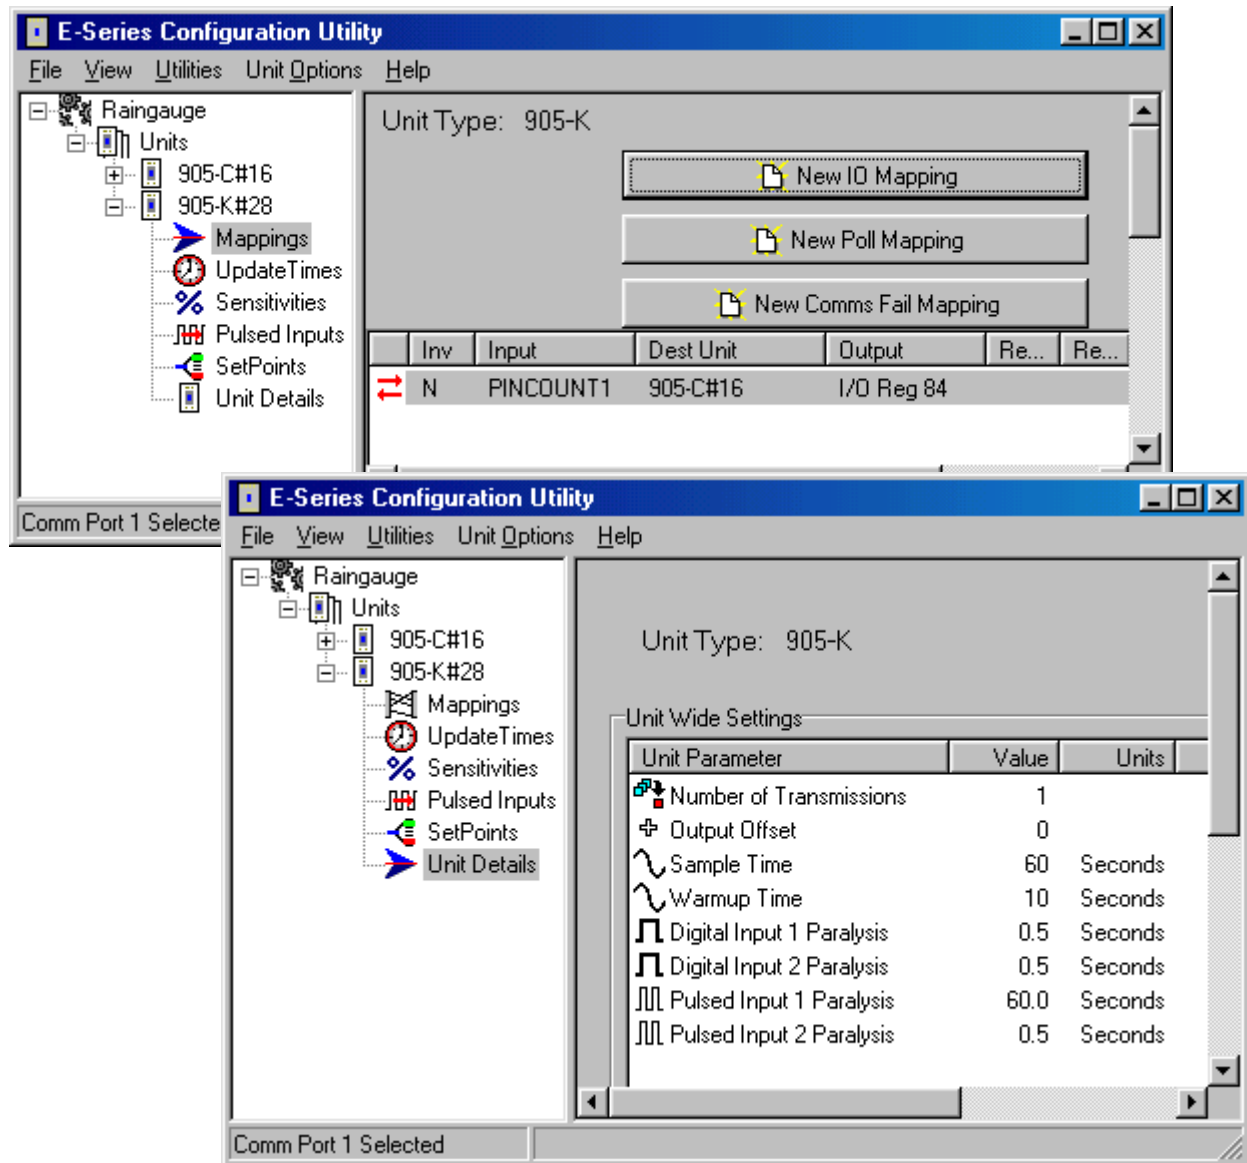 E-Series Configuration Utility
File View Utilities Unit Options Help
Raingauge
Units
905-C#16
905-K#28
Mappings
UpdateTimes
Sensitivities
Pulsed Inputs
SetPoints
Unit Details
Unit Type: 905-K
New IO Mapping
New Poll Mapping
New Comms Fail Mapping
Inv Input Dest Unit Output Re... Re...
N PINCOUNT1 905-C#16 I/O Reg 84
Comm Port 1 Selecte
E-Series Configuration Utility
File View Utilities Unit Options Help
Raingauge
Units
905-C#16
905-K#28
Mappings
UpdateTimes
Sensitivities
Pulsed Inputs
SetPoints
Unit Details
Unit Type: 905-K
Unit Wide Settings
Unit Parameter Value Units
Number of Transmissions 1
Output Offset 0
Sample Time 60 Seconds
Warmup Time 10 Seconds
Digital Input 1 Paralysis 0.5 Seconds
Digital Input 2 Paralysis 0.5 Seconds
Pulsed Input 1 Paralysis 60.0 Seconds
Pulsed Input 2 Paralysis 0.5 Seconds
Comm Port 1 Selected